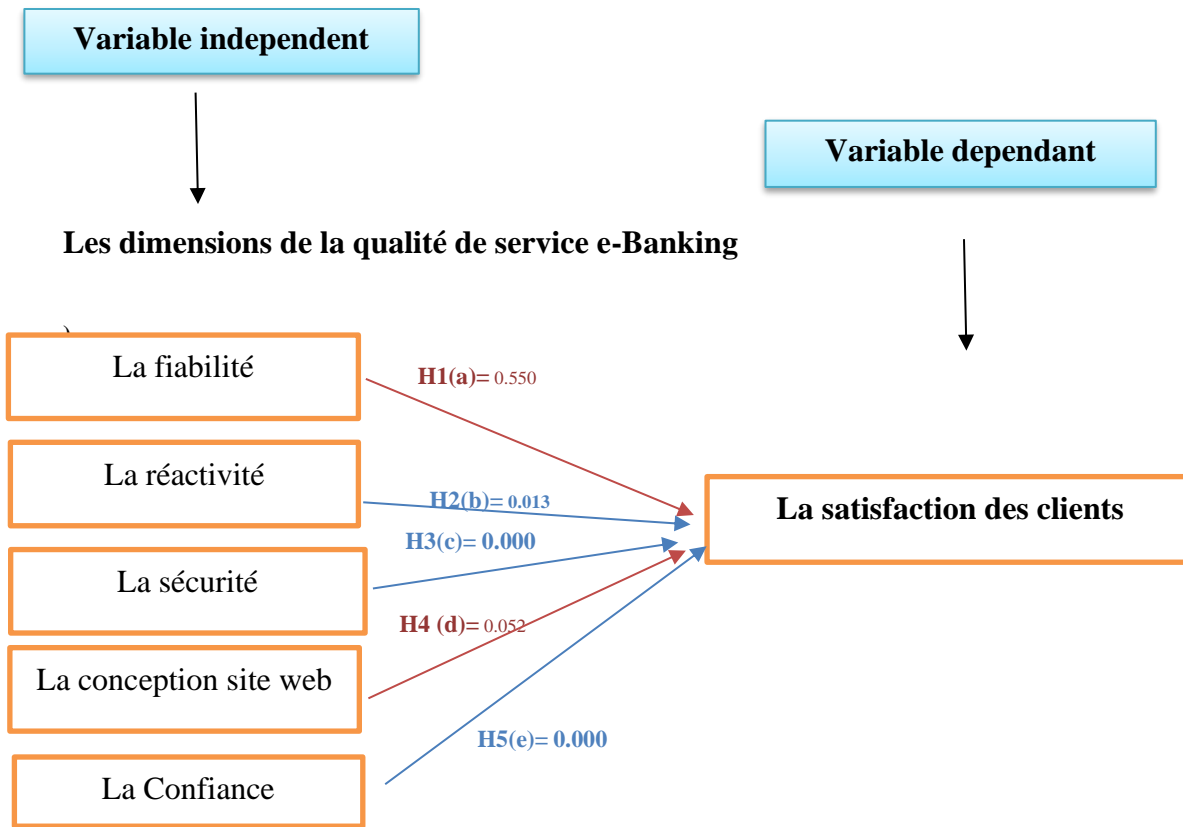 Variable independent
Variable dependant
Les dimensions de la qualité de service e-Banking
)
La fiabilité
H1(a)= 0.550
La réactivité
H2(b)= 0.013
La satisfaction des clients
H3(c)= 0.000
La sécurité
H4 (d)= 0.052
La conception site web
H5(e)= 0.000
La Confiance